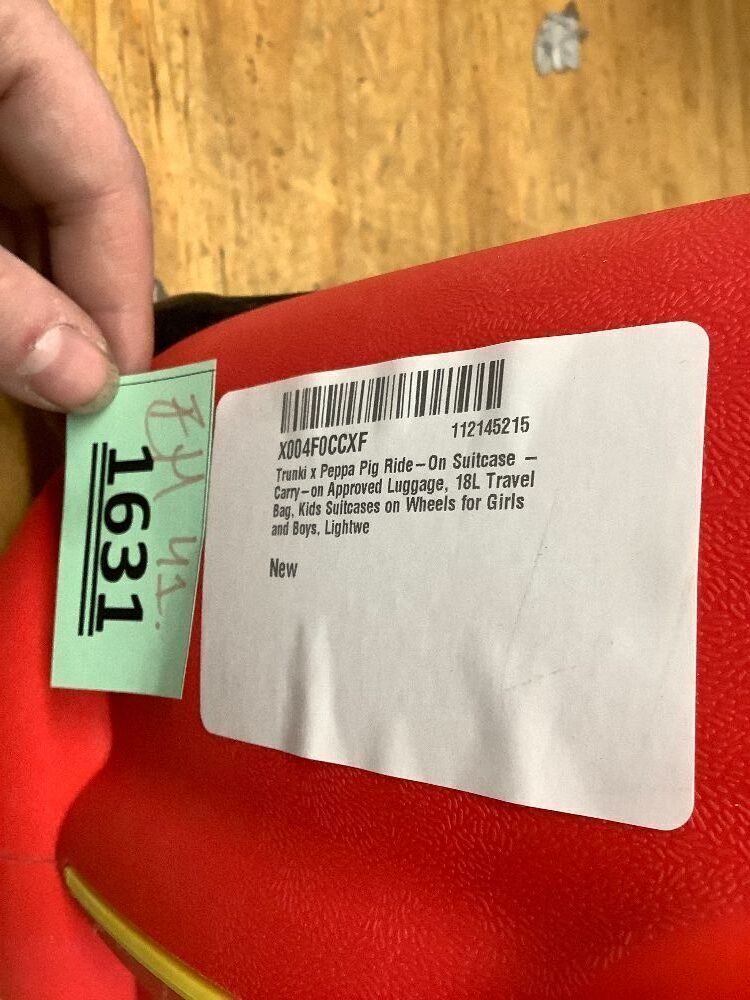 X004F0CCXF
112145215
Trunki x Peppa Pig Ride-On Suitcase -
Carry-on Approved Luggage, 18L Travel
Bag, Kids Suitcases on Wheels for Girls
and Boys, Lightwe
New
1631